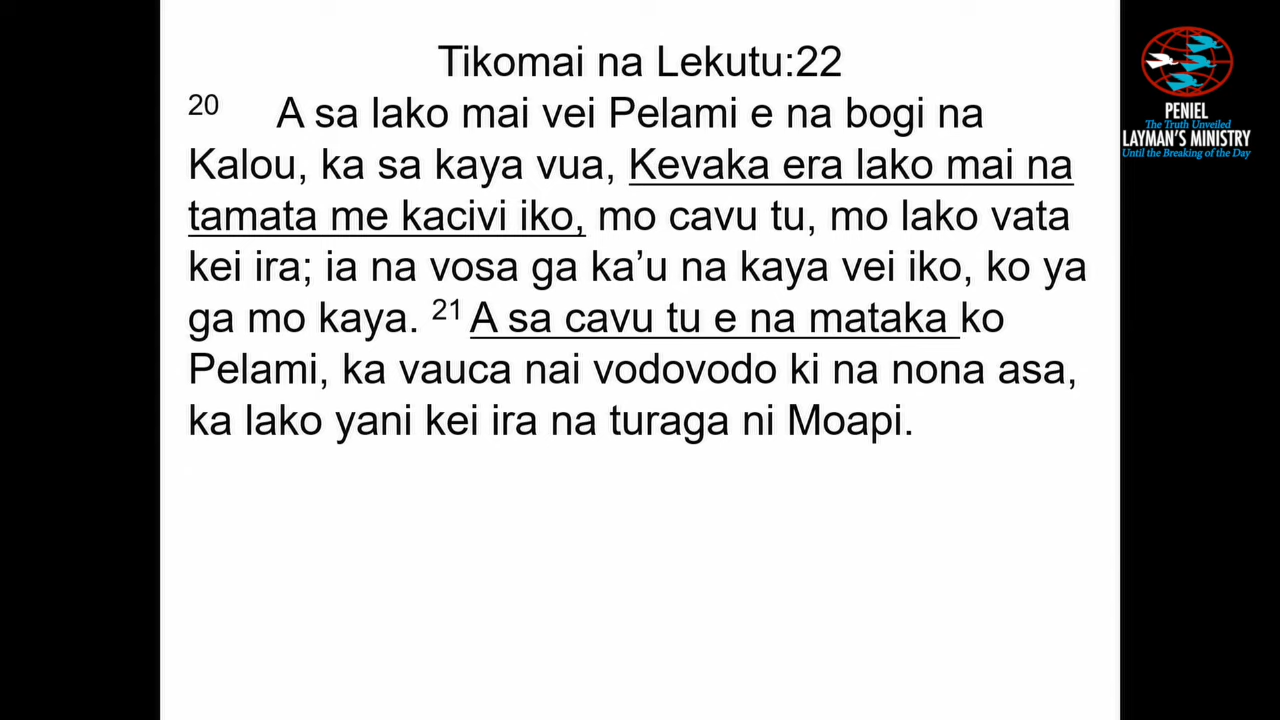 Tikomai na Lekutu:22
20 A sa lako mai vei Pelami e na bogi na
Kalou, ka sa kaya vua, Kevaka era lako mai na
tamata me kacivi iko, mo cavu tu, mo lako vata
kei ira; ia na vosa ga ka’u na kaya vei iko, ko ya
ga mo kaya. 21 A sa cavu tu e na mataka ko
Pelami, ka vauca nai vodovodo ki na nona asa,
ka lako yani kei ira na turaga ni Moapi.
PENIEL
The Truth Unveiled
LAYMAN'S MINISTRY
Until the Breaking of the Day